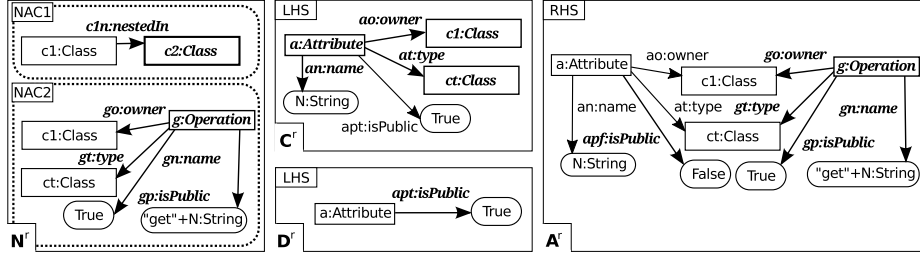 NAC1
c1n:nestedIn
c1:Class
c2:Class
NAC2
go:owner
g:Operation
c1:Class
gt:type
gn:name
ct:Class
gp:isPublic
True
"get"+N:String
N^r
LHS
ao:owner
c1:Class
a:Attribute
at:type
an:name
ct:Class
N:String
True
apt:isPublic
C^r
LHS
apt:isPublic
a:Attribute
True
D^r
RHS
ao:owner
go:owner
a:Attribute
g:Operation
c1:Class
an:name
at:type
gt:type
gn:name
ct:Class
apf:isPublic
gp:isPublic
N:String
False
True
"get"+N:String
A^r